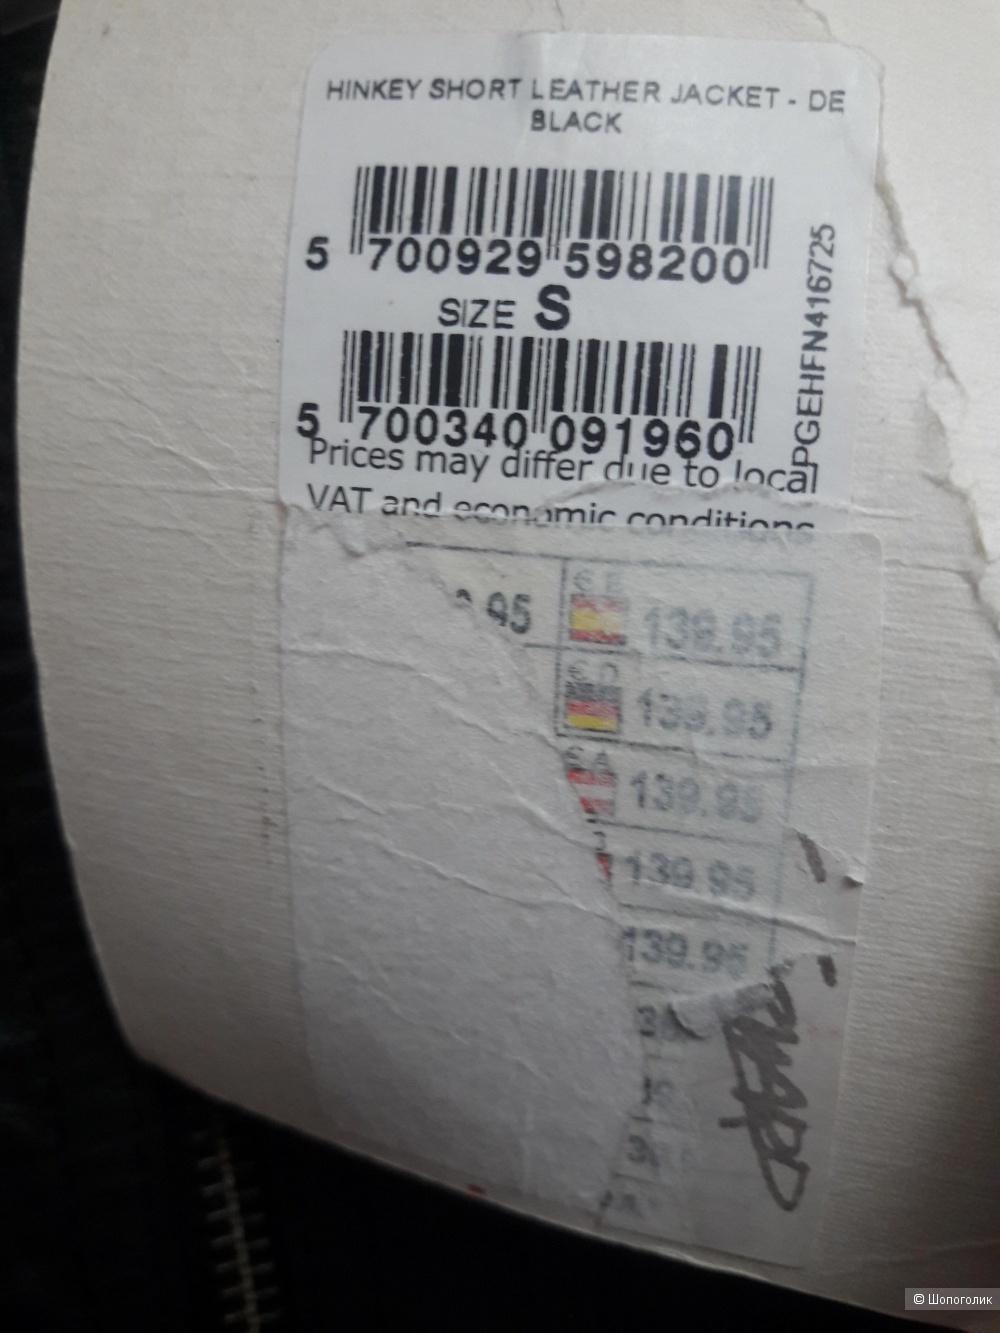 HINKEY SHORT LEATHER JACKET - DE
BLACK
5 700929 598200
SIZE S
5 700340 091960
PGEHFN416725
Prices may differ due to local
VAT and economic conditions
.95
€ E 139.95
€ D 139.95
€ A 139.95
139.95
139.95
© Шопоголик